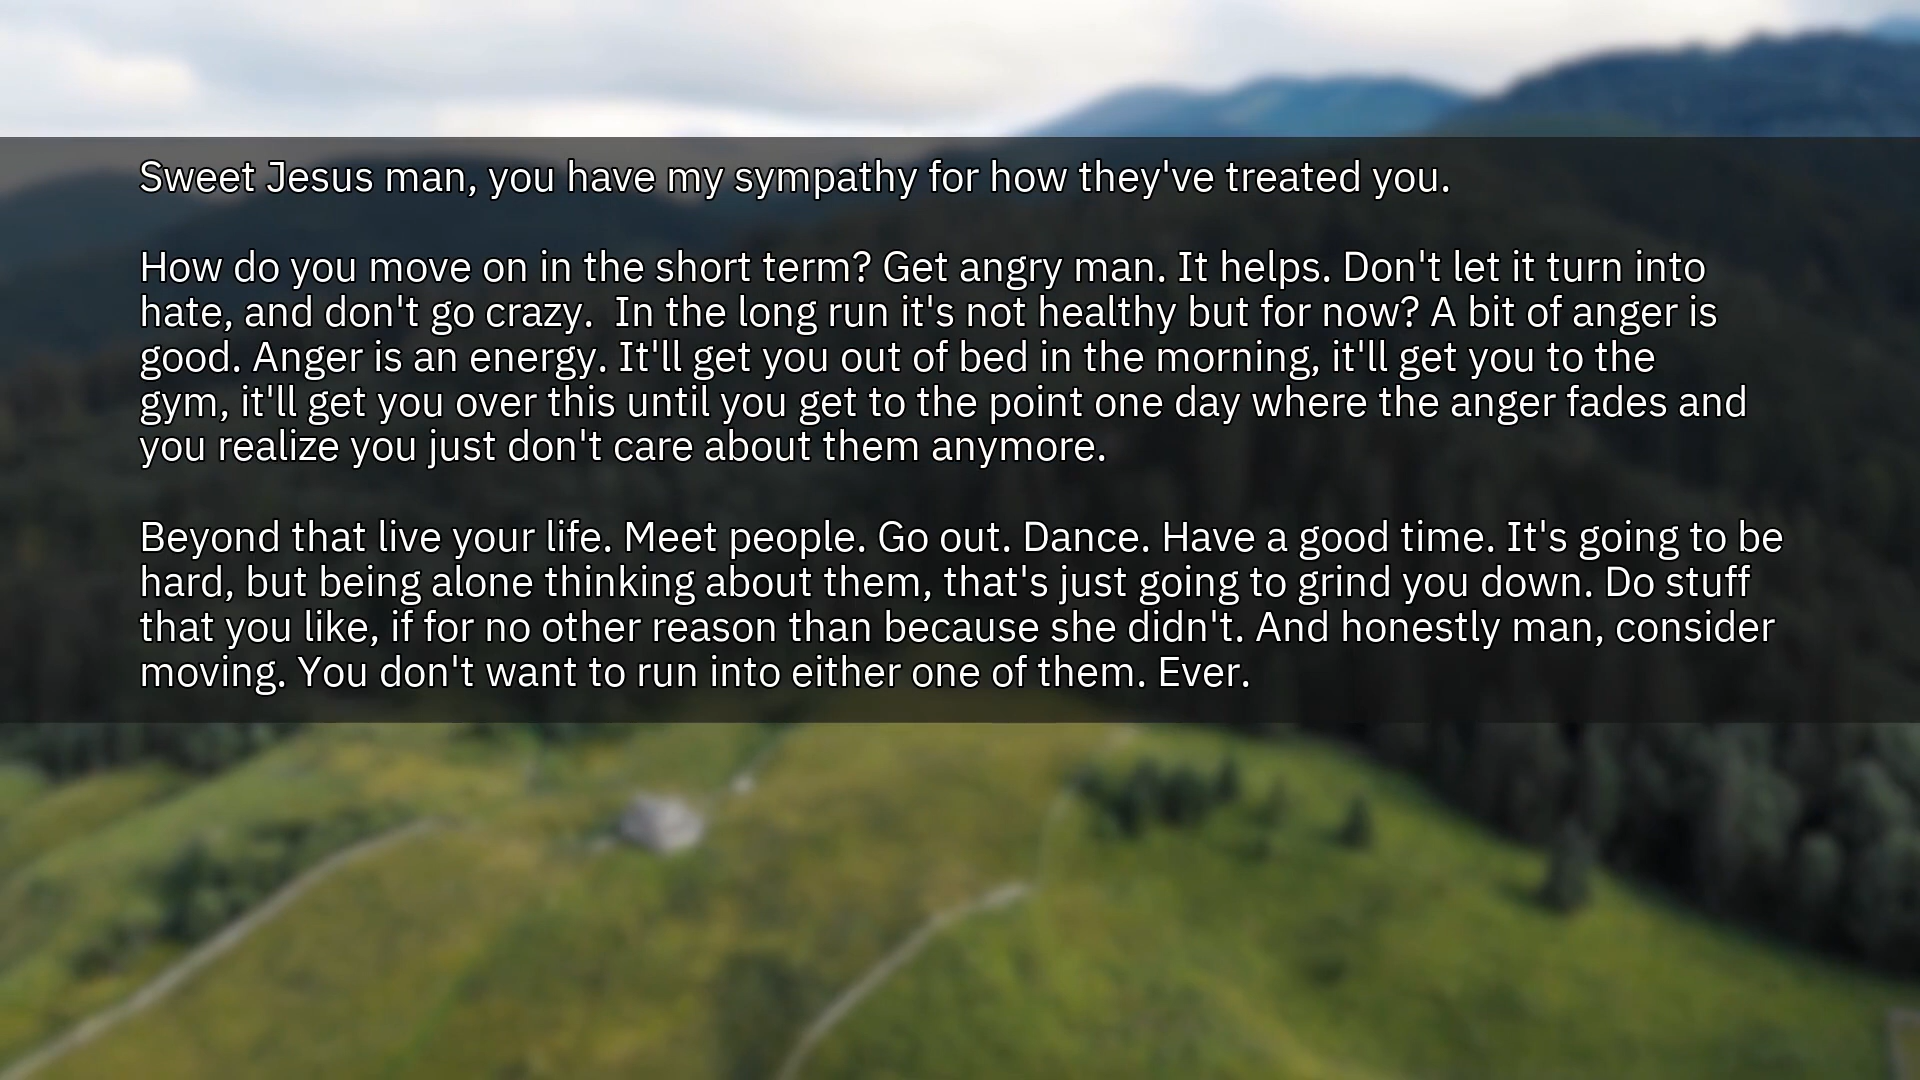 Sweet Jesus man, you have my sympathy for how they've treated you.
How do you move on in the short term? Get angry man. It helps. Don't let it turn into
hate, and don't go crazy.  In the long run it's not healthy but for now? A bit of anger is
good. Anger is an energy. It'll get you out of bed in the morning, it'll get you to the
gym, it'll get you over this until you get to the point one day where the anger fades and
you realize you just don't care about them anymore.
Beyond that live your life. Meet people. Go out. Dance. Have a good time. It's going to be
hard, but being alone thinking about them, that's just going to grind you down. Do stuff
that you like, if for no other reason than because she didn't. And honestly man, consider
moving. You don't want to run into either one of them. Ever.